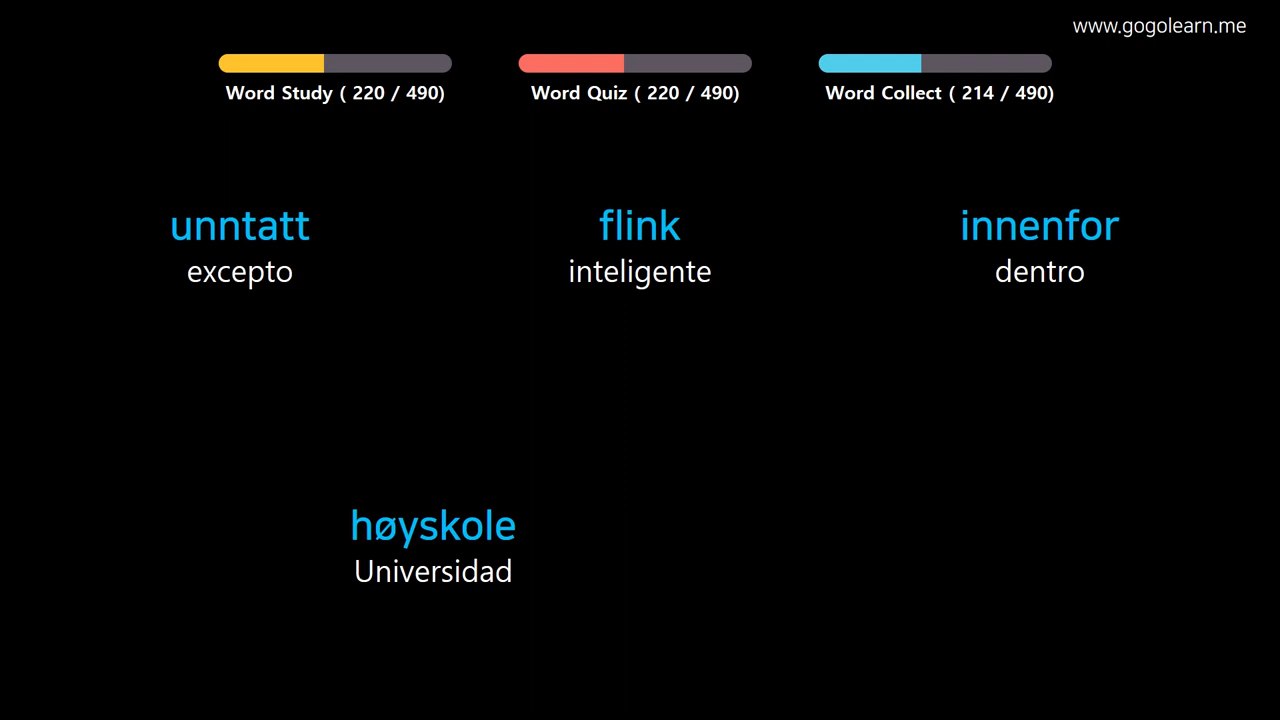 www.gogolearn.me
Word Study ( 220 / 490)
Word Quiz ( 220 / 490)
Word Collect ( 214 / 490)
unntatt
excepto
flink
inteligente
innenfor
dentro
høyskole
Universidad